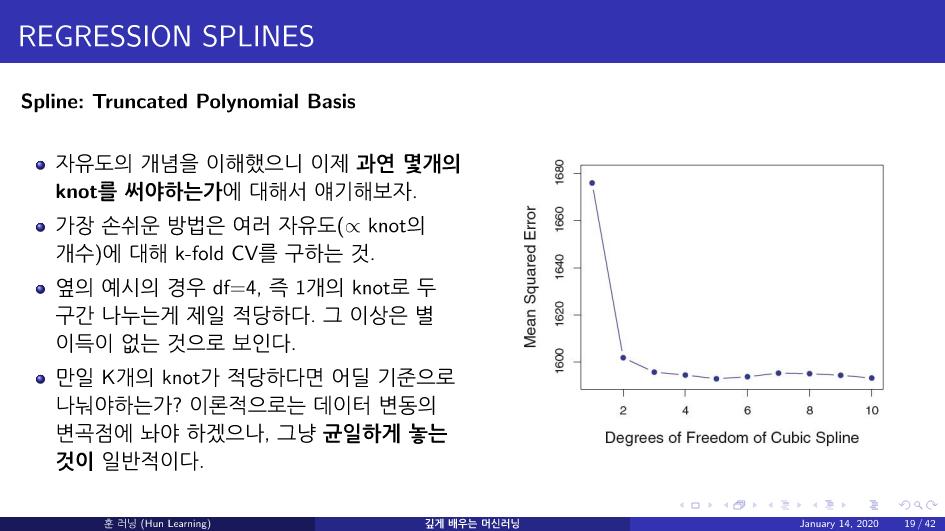 REGRESSION SPLINES
Spline: Truncated Polynomial Basis
자유도의 개념을 이해했으니 이제 과연 몇개의
knot를 써야하는가에 대해서 얘기해보자.
가장 손쉬운 방법은 여러 자유도(∝ knot의
개수)에 대해 k-fold CV를 구하는 것.
옆의 예시의 경우 df=4, 즉 1개의 knot로 두
구간 나누는게 제일 적당하다. 그 이상은 별
이득이 없는 것으로 보인다.
만일 K개의 knot가 적당하다면 어딜 기준으로
나눠야하는가? 이론적으로는 데이터 변동의
변곡점에 놔야 하겠으나, 그냥 균일하게 놓는
것이 일반적이다.
Mean Squared Error
1680
1660
1640
1620
1600
2 4 6 8 10
Degrees of Freedom of Cubic Spline
훈 러닝 (Hun Learning) 깊게 배우는 머신러닝 January 14, 2020 19 / 42